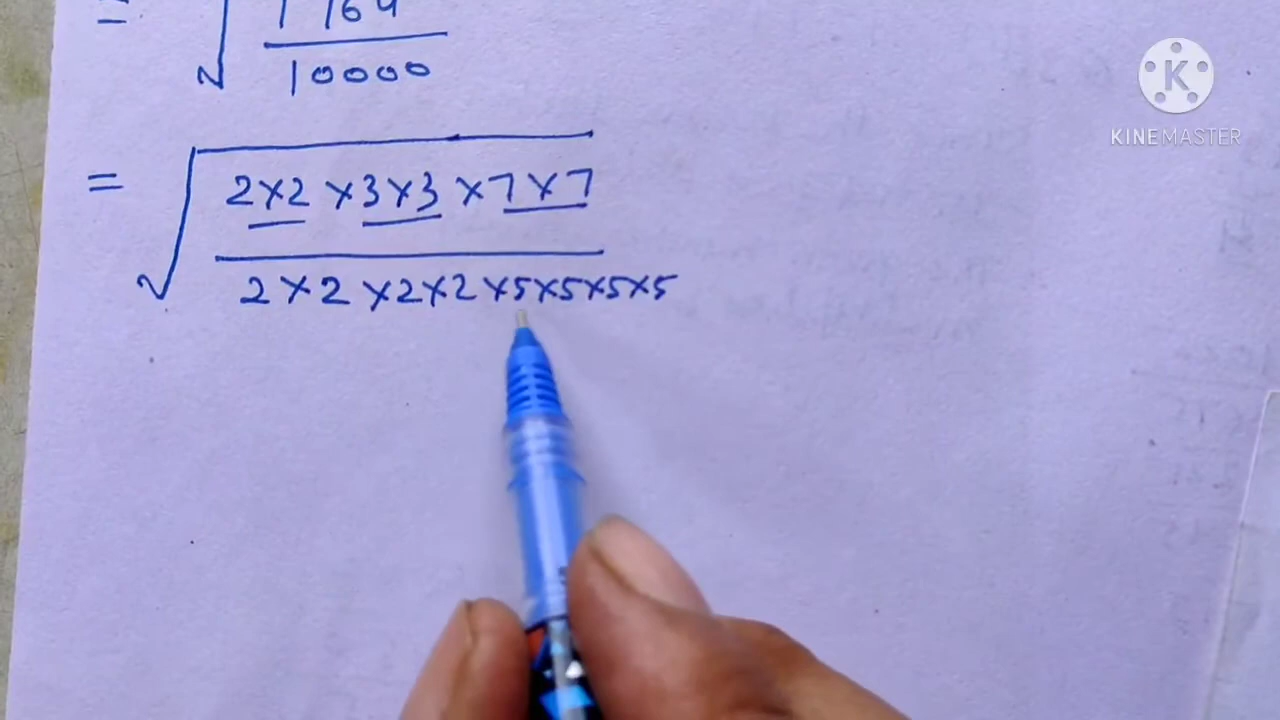 = √ 1764
10000
= √ 2×2 ×3×3 ×7×7
2×2 ×2×2 ×5×5×5×5
K
KINEMASTER